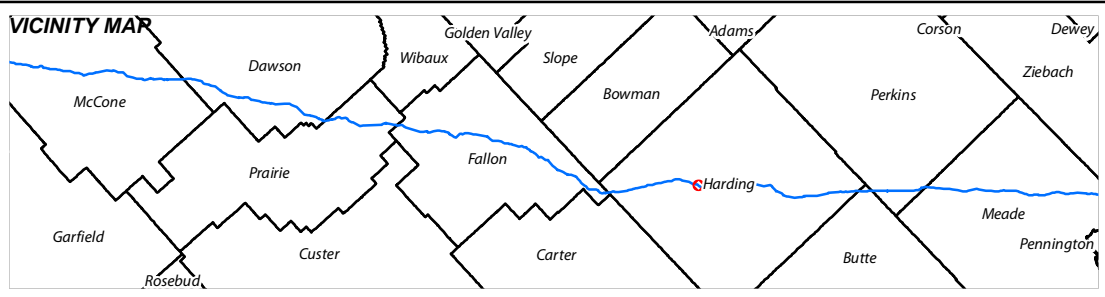 VICINITY MAP
Golden Valley
Adams
Corson
Dewey
Dawson
Wibaux
Slope
Ziebach
McCone
Bowman
Perkins
Prairie
Fallon
Harding
Meade
Garfield
Custer
Carter
Butte
Pennington
Rosebud